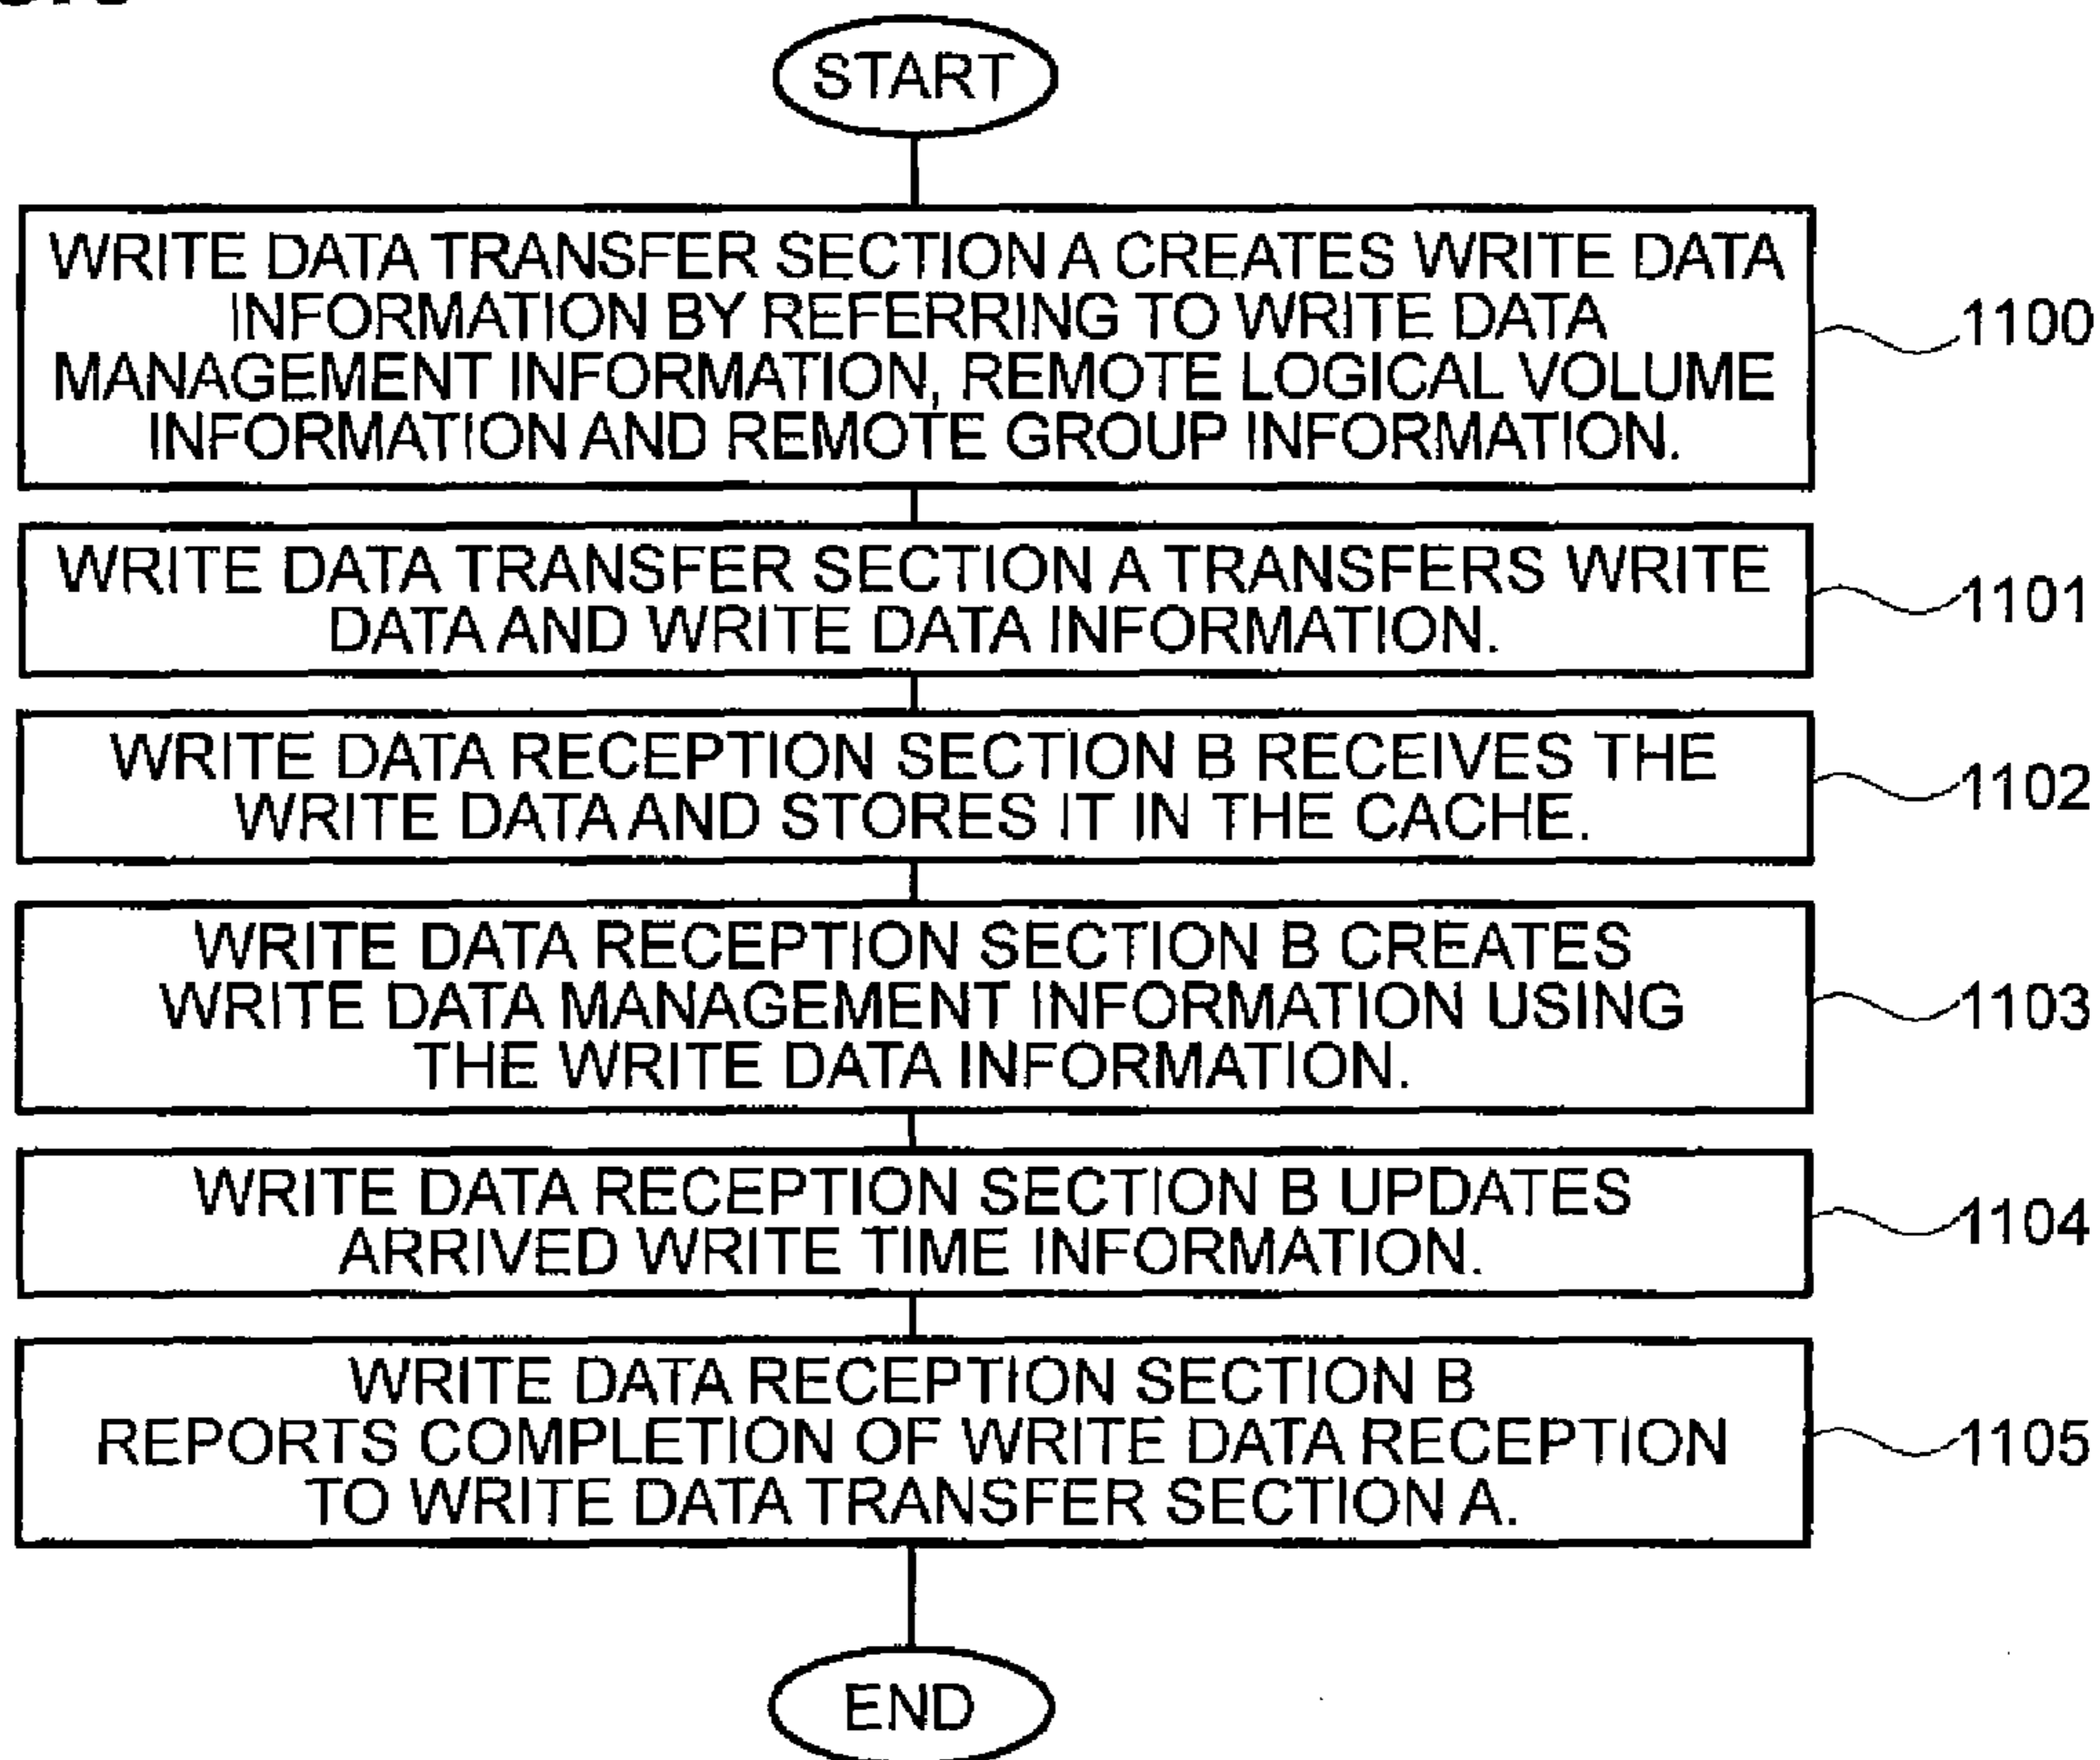 START
WRITE DATA TRANSFER SECTION A CREATES WRITE DATA
INFORMATION BY REFERRING TO WRITE DATA
MANAGEMENT INFORMATION, REMOTE LOGICAL VOLUME
INFORMATION AND REMOTE GROUP INFORMATION.
1100
WRITE DATA TRANSFER SECTION A TRANSFERS WRITE
DATA AND WRITE DATA INFORMATION.
1101
WRITE DATA RECEPTION SECTION B RECEIVES THE
WRITE DATA AND STORES IT IN THE CACHE.
1102
WRITE DATA RECEPTION SECTION B CREATES
WRITE DATA MANAGEMENT INFORMATION USING
THE WRITE DATA INFORMATION.
1103
WRITE DATA RECEPTION SECTION B UPDATES
ARRIVED WRITE TIME INFORMATION.
1104
WRITE DATA RECEPTION SECTION B
REPORTS COMPLETION OF WRITE DATA RECEPTION
TO WRITE DATA TRANSFER SECTION A.
1105
END